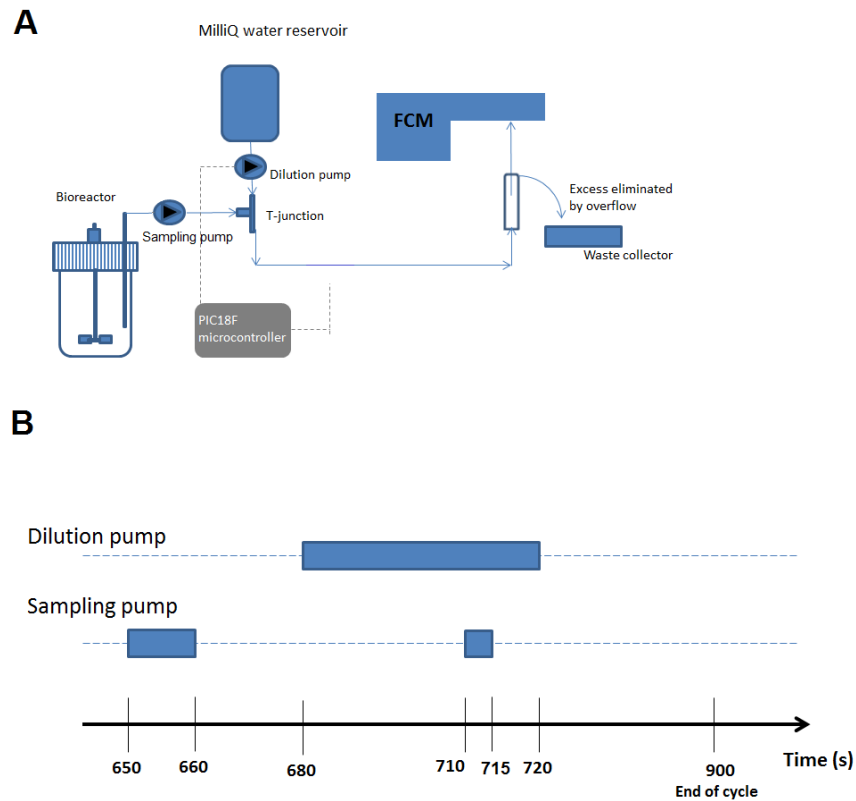 A
MilliQ water reservoir
FCM
Dilution pump
Bioreactor
Excess eliminated
by overflow
T-junction
Sampling pump
Waste collector
PIC18F
microcontroller
B
Dilution pump
Sampling pump
650 660 680 710 715 720 900
Time (s)
End of cycle